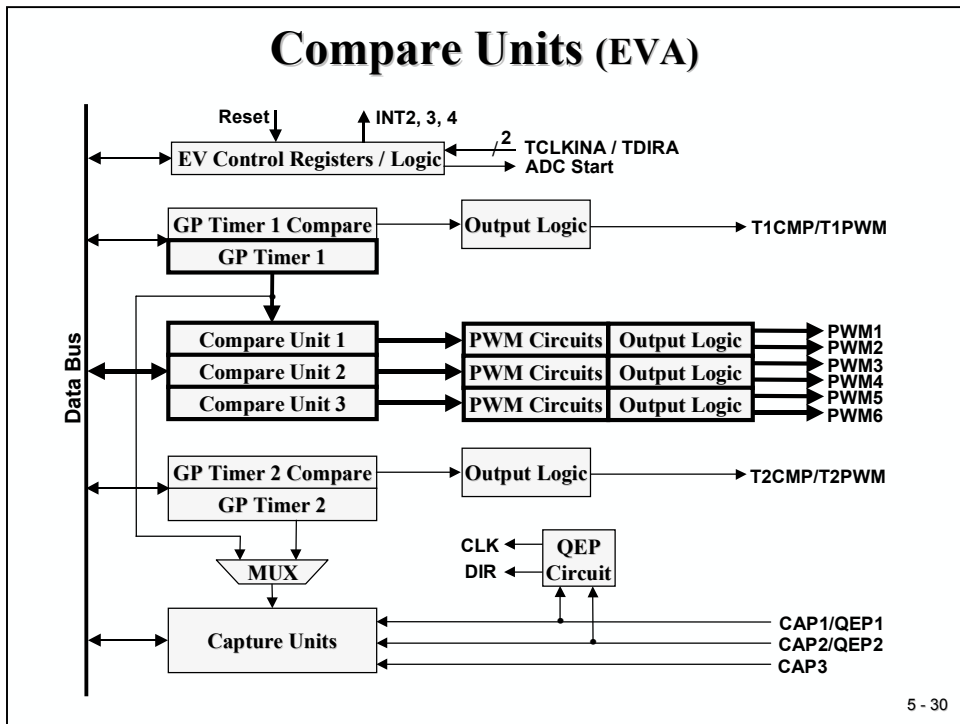 Compare Units (EVA)
Reset
INT2, 3, 4
EV Control Registers / Logic
2
TCLKINA / TDIRA
ADC Start
GP Timer 1 Compare
Output Logic
T1CMP/T1PWM
GP Timer 1
Data Bus
Compare Unit 1
PWM Circuits
Output Logic
PWM1
PWM2
Compare Unit 2
PWM Circuits
Output Logic
PWM3
PWM4
Compare Unit 3
PWM Circuits
Output Logic
PWM5
PWM6
GP Timer 2 Compare
Output Logic
T2CMP/T2PWM
GP Timer 2
MUX
CLK
DIR
QEP
Circuit
Capture Units
CAP1/QEP1
CAP2/QEP2
CAP3
5 - 30